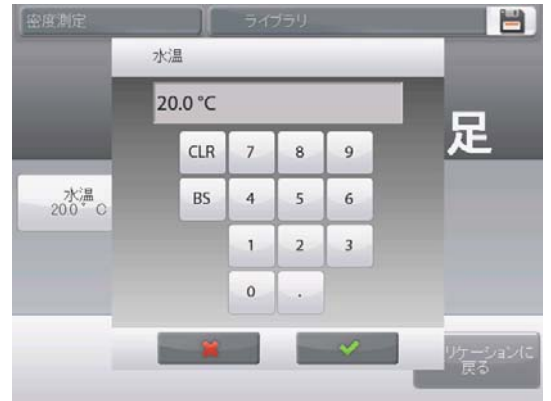 密度測定
ライブラリ
水温
20.0 °C
足
CLR 7 8 9
水温
20.0 ° C
BS 4 5 6
1 2 3
0 .
リケーションに
戻る